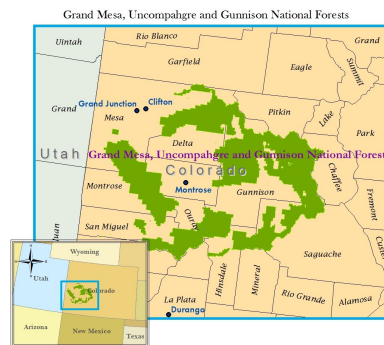 Grand Mesa, Uncompahgre and Gunnison National Forests
Uintah
Rio Blanco
Grand
Garfield
Eagle
Summit
Grand
Grand Junction
Clifton
Mesa
Pitkin
Lake
Park
Delta
Utah
Grand Mesa, Uncompahgre and Gunnison National Forest
Colorado
Montrose
Montrose
Gunnison
Chaffee
Fremont
San Miguel
Ouray
Saguache
Custe
Juan
Hinsdale
Mineral
La Plata
Rio Grande
Alamosa
Durango
Wyoming
Utah
Colorado
Arizona
New Mexico
Texas
N